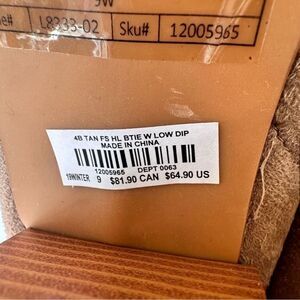 9W
L8333-02 Sku# 12005965
4B TAN FS HL BTIE W LOW DIP
MADE IN CHINA
12005965 DEPT 0063
19WINTER 9 $81.90 CAN $64.90 US